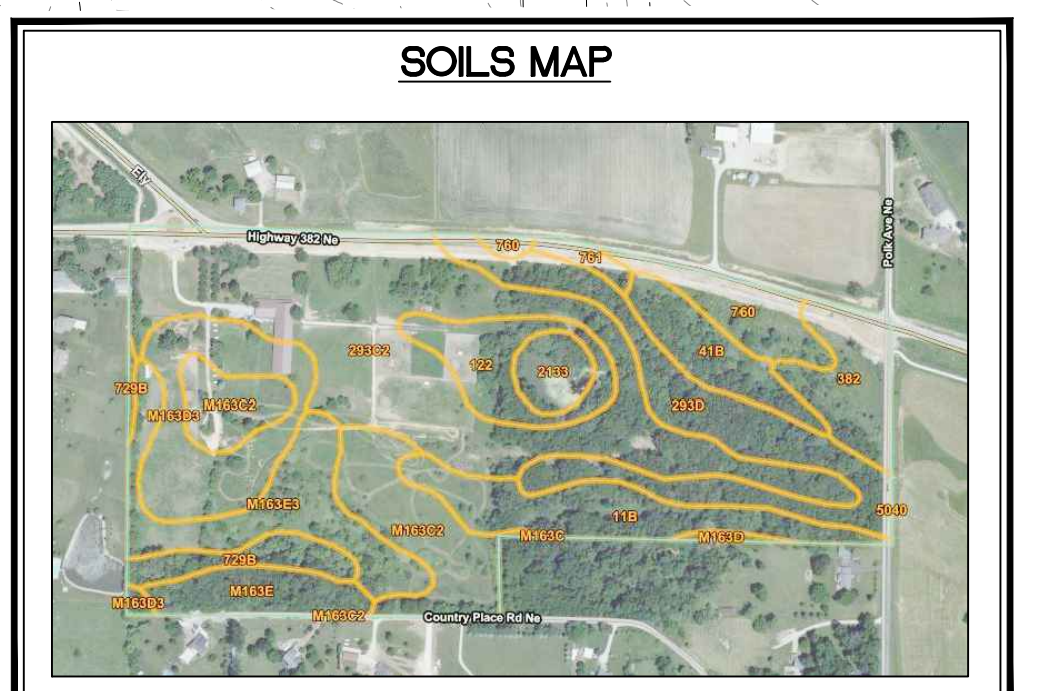 SOILS MAP
Ely
Polk Ave Ne
Highway 382 Ne
760
761
760
293C2
41B
122
2133
382
729B
M163C2
M163D3
293D
M163E3
5040
11B
M163C2
M163C
M163D
729B
M163E
M163D3
M163C2
Country Place Rd Ne